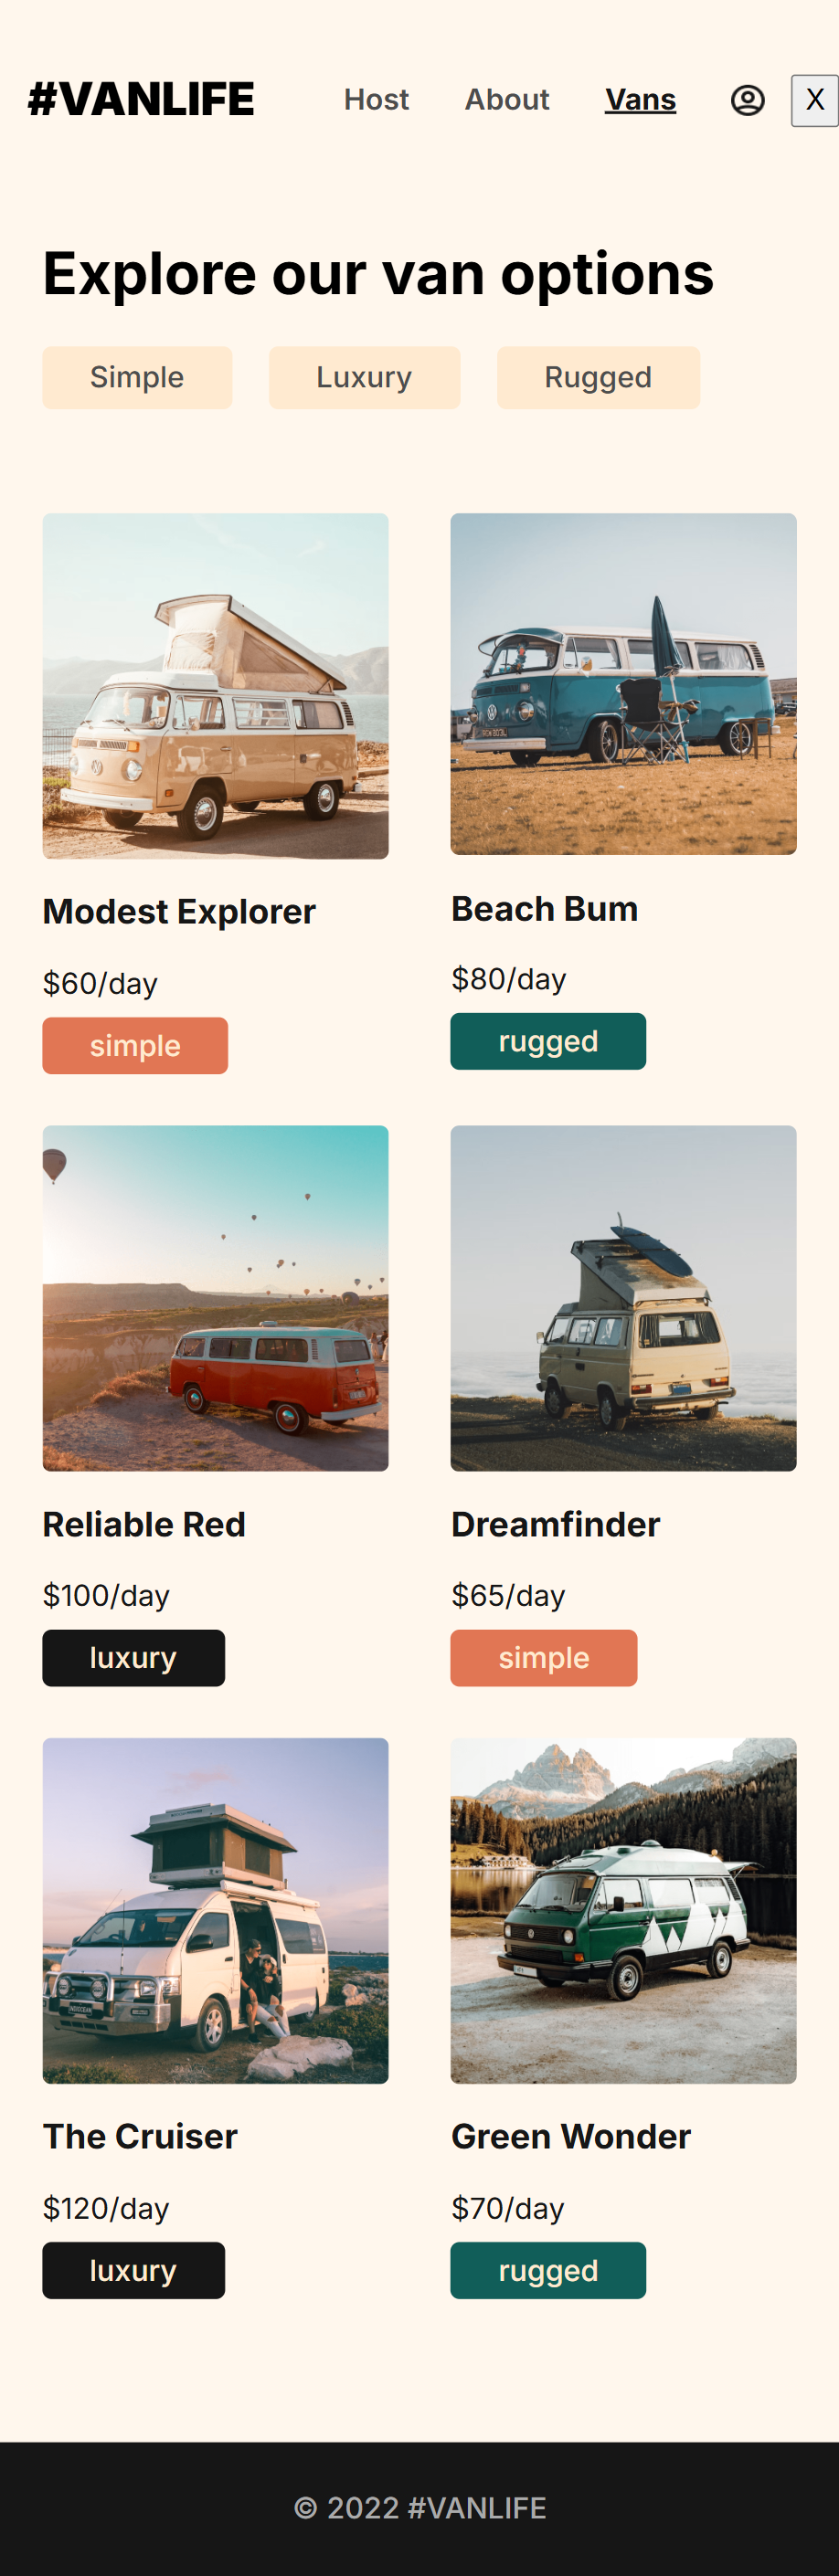 #VANLIFE Host About Vans X
Explore our van options
Simple Luxury Rugged
Modest Explorer
$60/day
simple
Beach Bum
$80/day
rugged
Reliable Red
$100/day
luxury
Dreamfinder
$65/day
simple
The Cruiser
$120/day
luxury
Green Wonder
$70/day
rugged
© 2022 #VANLIFE